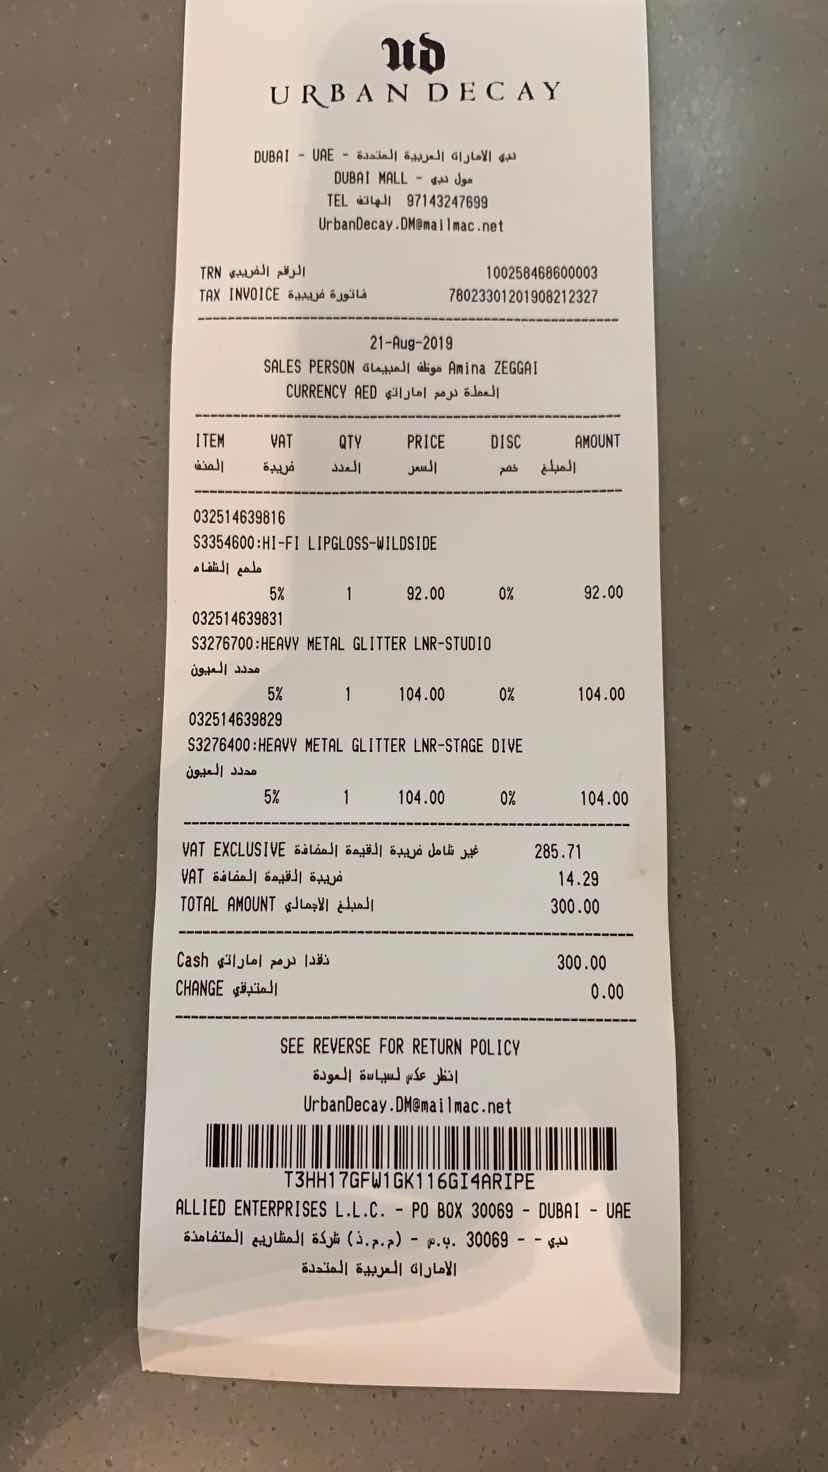 ud
URBAN DECAY
DUBAI - UAE - دبي الامارات العربية المتحدة
DUBAI MALL - مول دبي
TEL الهاتف 97143247699
UrbanDecay.DM@mailmac.net
TRN الرقم الضريبي 100258468600003
TAX INVOICE فاتورة ضريبية 78023301201908212327
21-Aug-2019
SALES PERSON موظف المبيعات Amina ZEGGAI
CURRENCY AED العملة درهم اماراتي
ITEM VAT QTY PRICE DISC AMOUNT
الصنف ضريبة العدد السعر خصم المبلغ
032514639816
S3354600:HI-FI LIPGLOSS-WILDSIDE
ملمع الشفاه
5% 1 92.00 0% 92.00
032514639831
S3276700:HEAVY METAL GLITTER LNR-STUDIO
محدد العيون
5% 1 104.00 0% 104.00
032514639829
S3276400:HEAVY METAL GLITTER LNR-STAGE DIVE
محدد العيون
5% 1 104.00 0% 104.00
VAT EXCLUSIVE غير شامل ضريبة القيمة المضافة 285.71
VAT ضريبة القيمة المضافة 14.29
TOTAL AMOUNT المبلغ الاجمالي 300.00
Cash نقدا درهم اماراتي 300.00
CHANGE المتبقي 0.00
SEE REVERSE FOR RETURN POLICY
انظر عكس لسياسة العودة
UrbanDecay.DM@mailmac.net
T3HH17GFW1GK116GI4ARIPE
ALLIED ENTERPRISES L.L.C. - PO BOX 30069 - DUBAI - UAE
شركة المشاريع المتضامنة (ذ.م.م) - ص.ب. 30069 - - دبي
الامارات العربية المتحدة